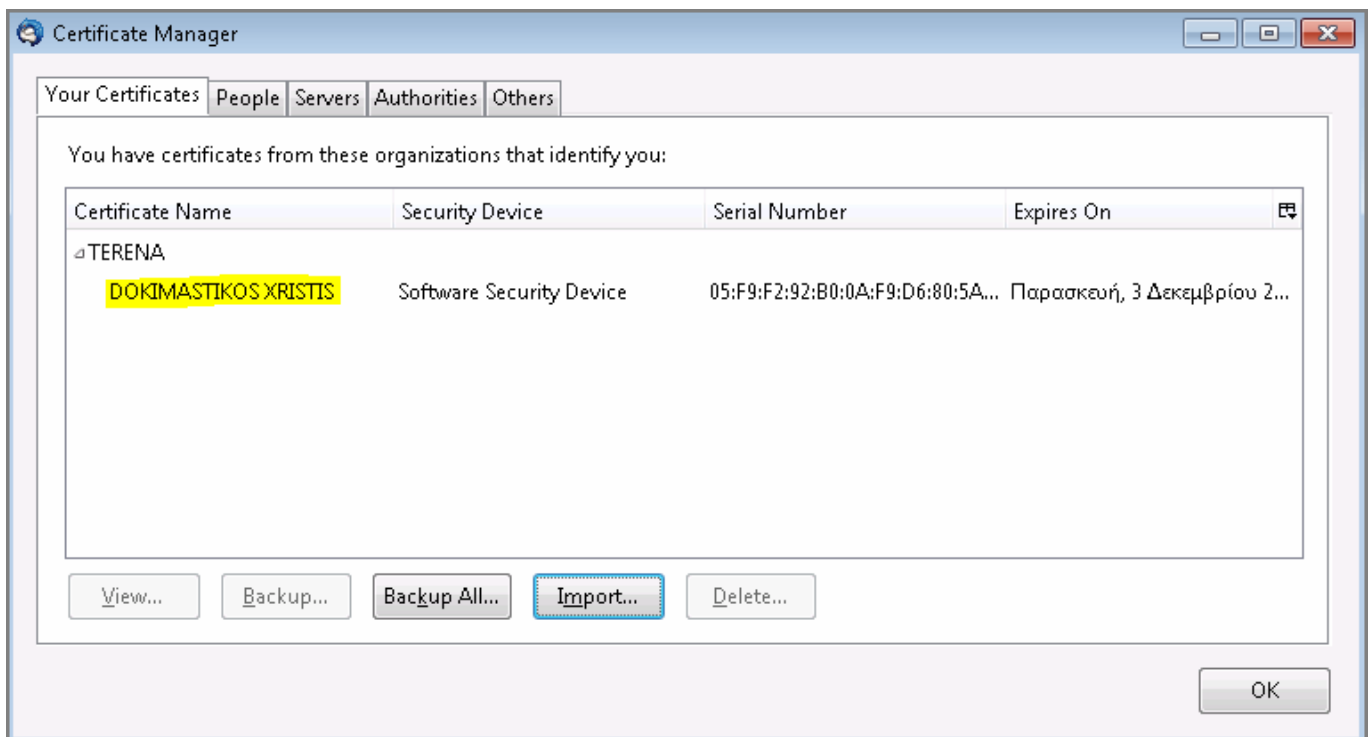 Certificate Manager
Your Certificates People Servers Authorities Others
You have certificates from these organizations that identify you:
Certificate Name Security Device Serial Number Expires On
TERENA
DOKIMASTIKOS XRISTIS Software Security Device 05:F9:F2:92:B0:0A:F9:D6:80:5A... Παρασκευή, 3 Δεκεμβρίου 2...
View... Backup... Backup All... Import... Delete...
OK